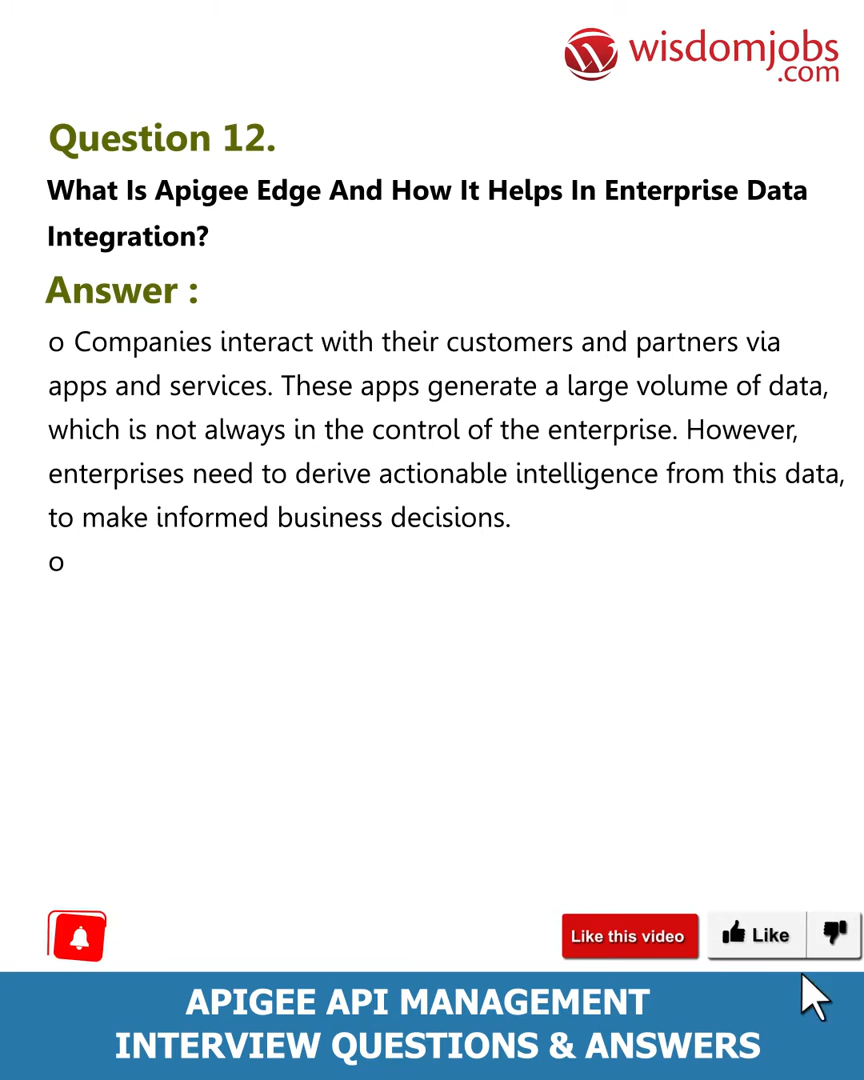 wisdomjobs
.com
Question 12.
What Is Apigee Edge And How It Helps In Enterprise Data
Integration?
Answer :
o Companies interact with their customers and partners via
apps and services. These apps generate a large volume of data,
which is not always in the control of the enterprise. However,
enterprises need to derive actionable intelligence from this data,
to make informed business decisions.
o
Like this video
Like
APIGEE API MANAGEMENT
INTERVIEW QUESTIONS & ANSWERS